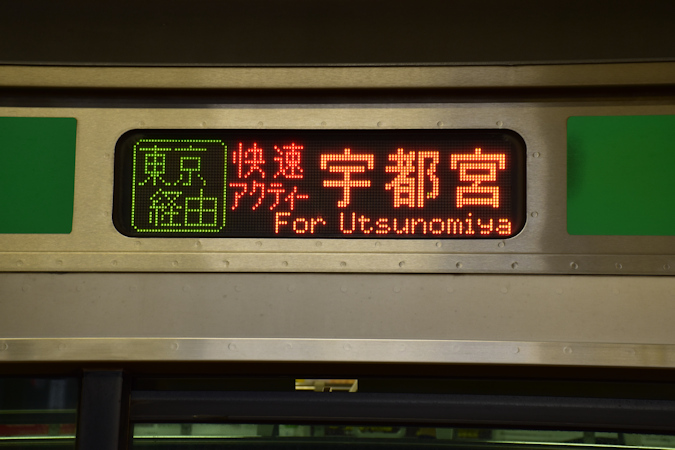 東京
経由
快速
アクティー
宇都宮
For Utsunomiya